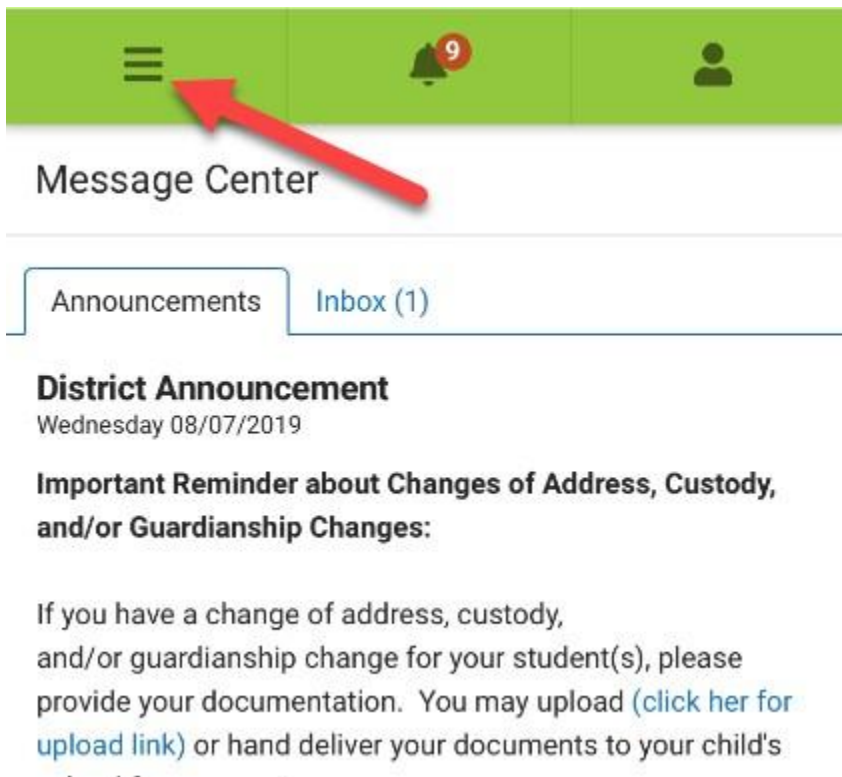 9
Message Center
Announcements
Inbox (1)
District Announcement
Wednesday 08/07/2019
Important Reminder about Changes of Address, Custody,
and/or Guardianship Changes:
If you have a change of address, custody,
and/or guardianship change for your student(s), please
provide your documentation. You may upload (click her for
upload link) or hand deliver your documents to your child's